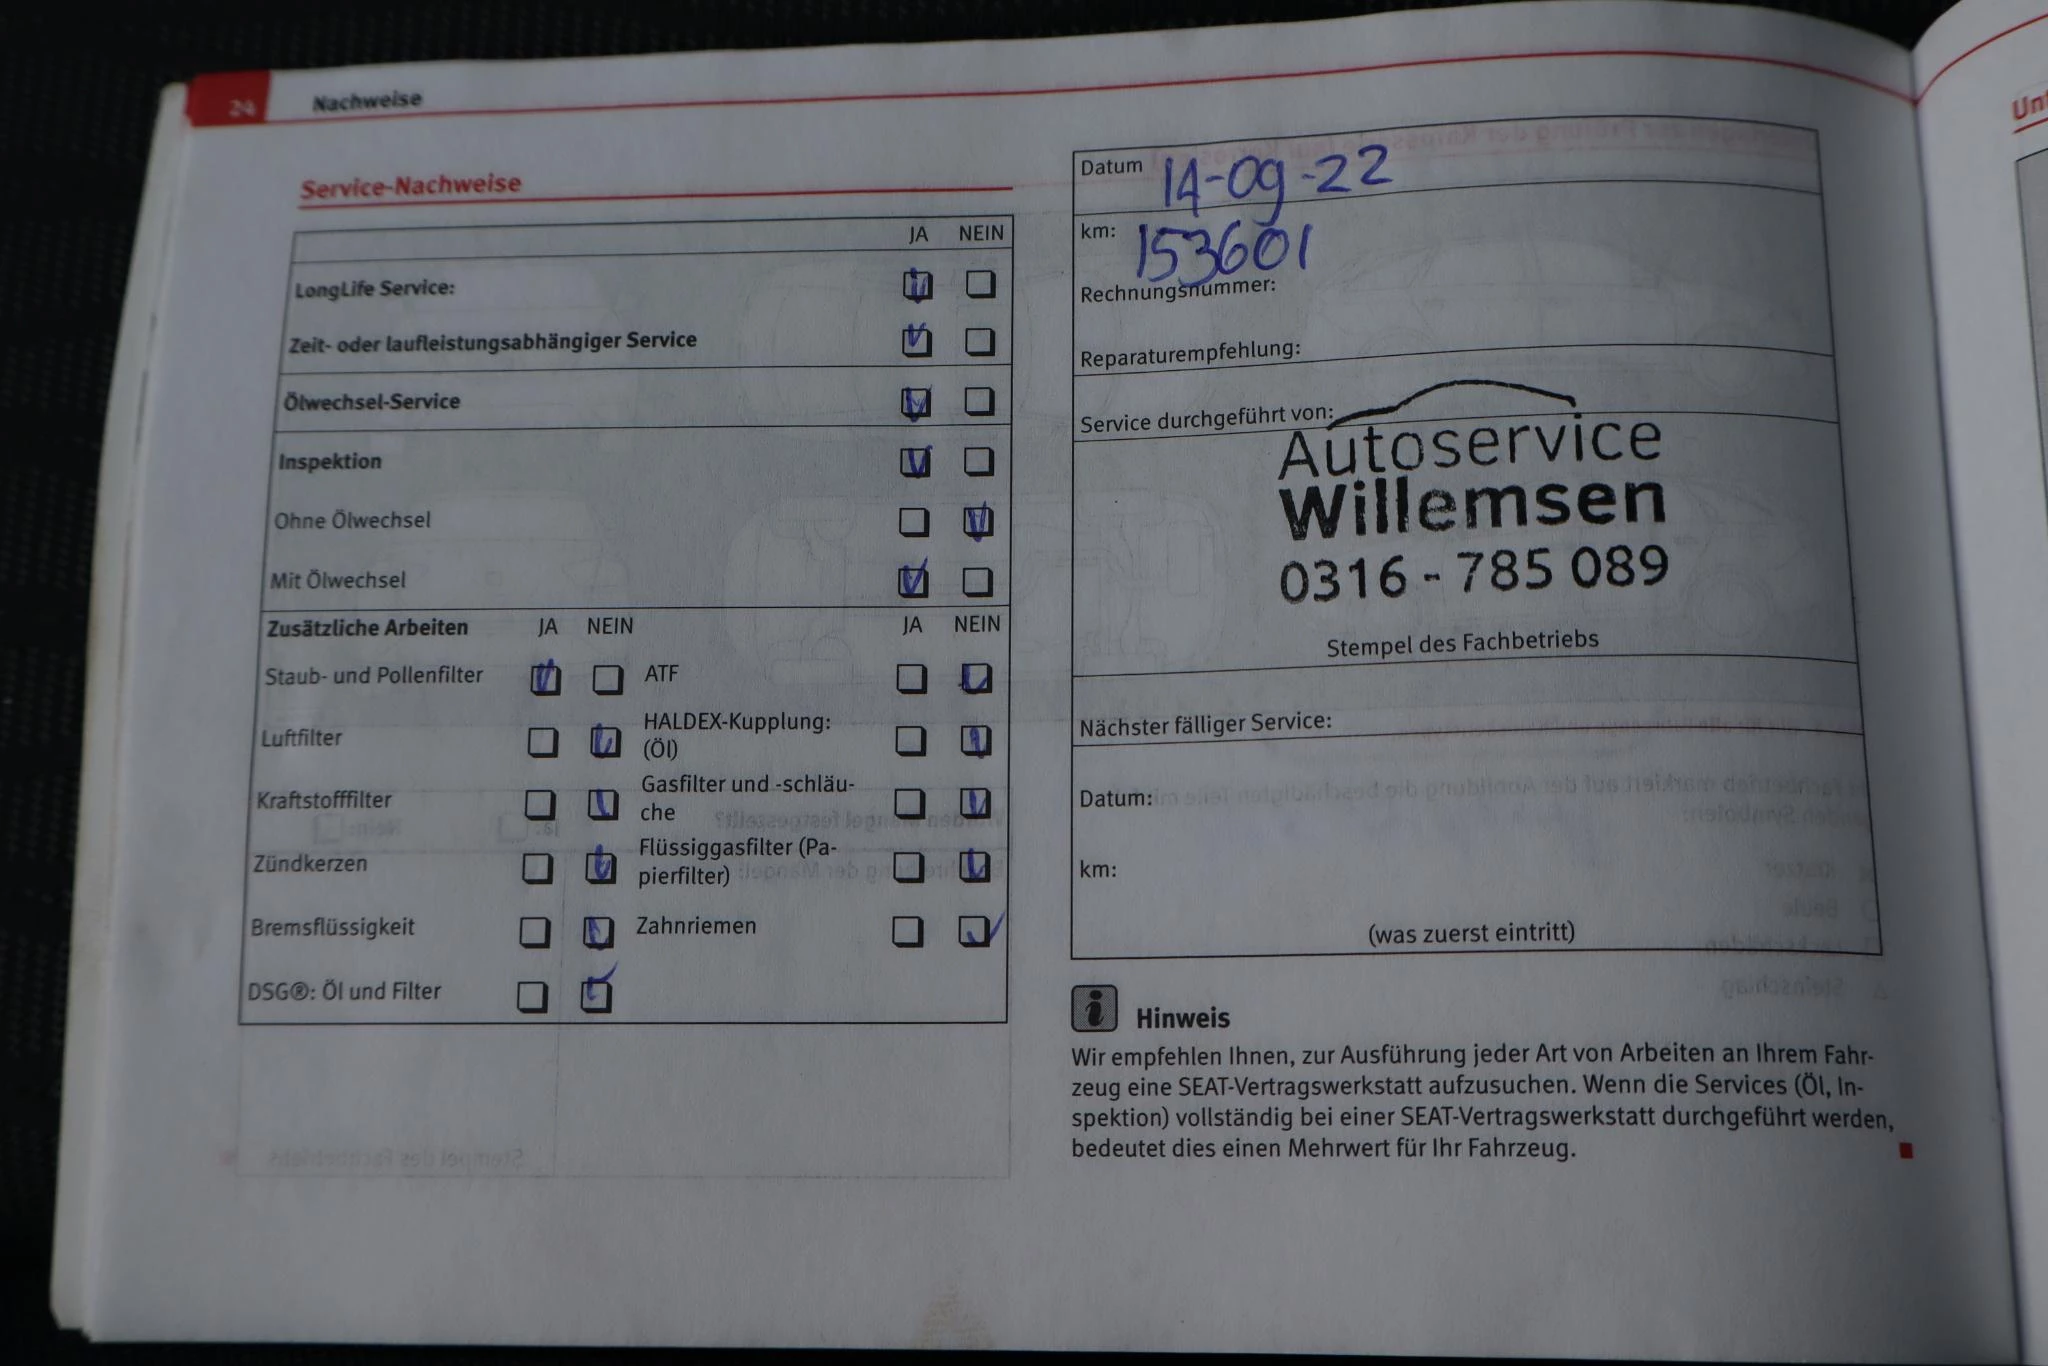 24 Nachweise
Service-Nachweise
JA NEIN
LongLife Service:
Zeit- oder laufleistungsabhängiger Service
Ölwechsel-Service
Inspektion
Ohne Ölwechsel
Mit Ölwechsel
Zusätzliche Arbeiten JA NEIN JA NEIN
Staub- und Pollenfilter ATF
Luftfilter HALDEX-Kupplung:
(Öl)
Kraftstofffilter Gasfilter und -schläu-
che
Zündkerzen Flüssiggasfilter (Pa-
pierfilter)
Bremsflüssigkeit Zahnriemen
DSG®: Öl und Filter
Datum 14-09-22
km: 153601
Rechnungsnummer:
Reparaturempfehlung:
Service durchgeführt von:
Autoservice
Willemsen
0316 - 785 089
Stempel des Fachbetriebs
Nächster fälliger Service:
Datum:
km:
(was zuerst eintritt)
i Hinweis
Wir empfehlen Ihnen, zur Ausführung jeder Art von Arbeiten an Ihrem Fahr-
zeug eine SEAT-Vertragswerkstatt aufzusuchen. Wenn die Services (Öl, In-
spektion) vollständig bei einer SEAT-Vertragswerkstatt durchgeführt werden,
bedeutet dies einen Mehrwert für Ihr Fahrzeug.